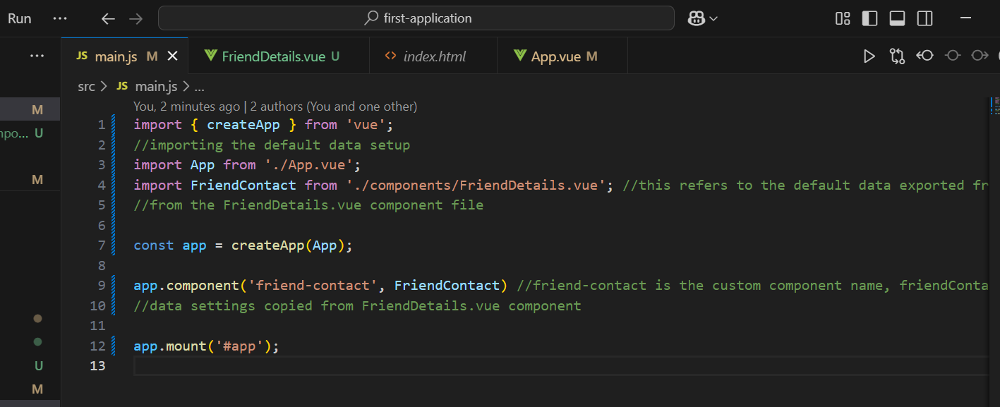 Run ··· first-application
··· JS main.js M FriendDetails.vue U <> index.html App.vue M
src > JS main.js > ...
M
mpo... U
M
U
M
You, 2 minutes ago | 2 authors (You and one other)
1 import { createApp } from 'vue';
2 //importing the default data setup
3 import App from './App.vue';
4 import FriendContact from './components/FriendDetails.vue'; //this refers to the default data exported fr
5 //from the FriendDetails.vue component file
6
7 const app = createApp(App);
8
9 app.component('friend-contact', FriendContact) //friend-contact is the custom component name, friendConta
10 //data settings copied from FriendDetails.vue component
11
12 app.mount('#app');
13